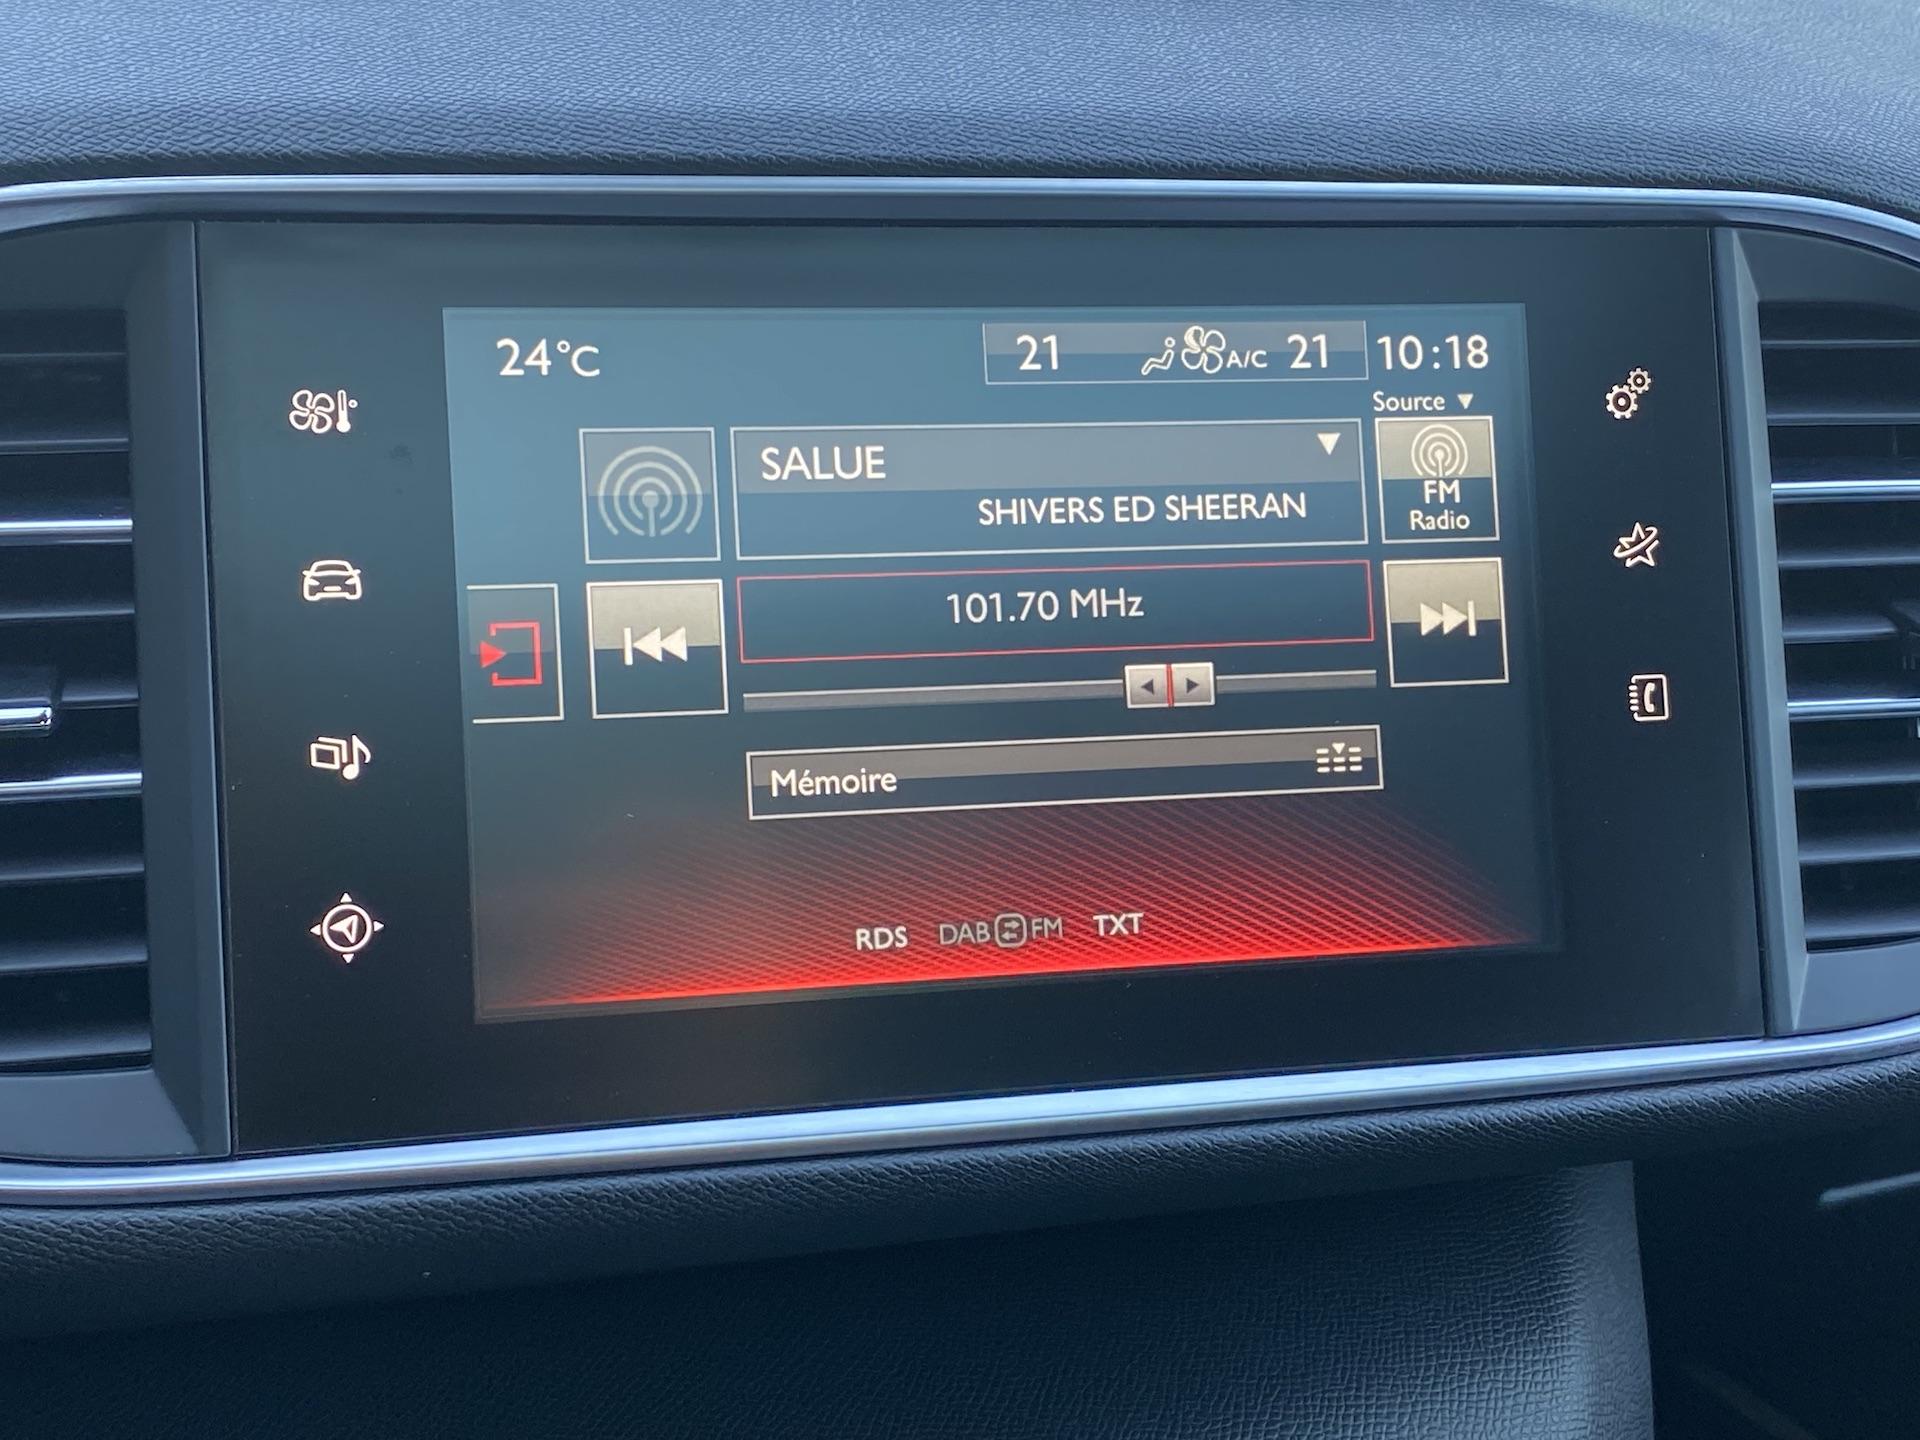 24°C
21 A/C 21 10:18
Source
SALUE
SHIVERS ED SHEERAN
FM
Radio
101.70 MHz
Mémoire
RDS DAB FM TXT